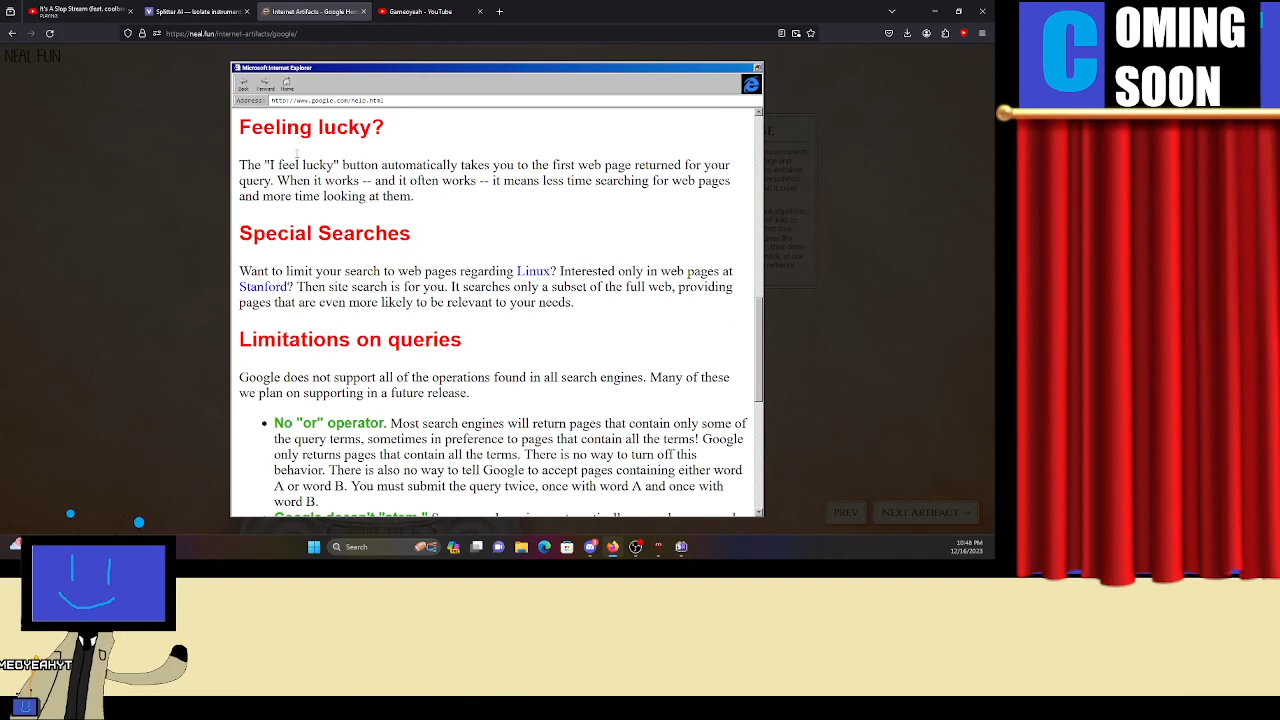 It's A Slop Stream (feat. coolbm
PLAYING
Splitter AI — Isolate instrument
Internet Artifacts - Google Hom
Gameoyeah - YouTube
https://neal.fun/internet-artifacts/google/
NEAL.FUN
COMING
SOON
Microsoft Internet Explorer
Back
Forward
Home
Address:
http://www.google.com/help.html
Feeling lucky?
The "I feel lucky" button automatically takes you to the first web page returned for your
query. When it works -- and it often works -- it means less time searching for web pages
and more time looking at them.
Special Searches
Want to limit your search to web pages regarding Linux? Interested only in web pages at
Stanford? Then site search is for you. It searches only a subset of the full web, providing
pages that are even more likely to be relevant to your needs.
Limitations on queries
Google does not support all of the operations found in all search engines. Many of these
we plan on supporting in a future release.
No "or" operator. Most search engines will return pages that contain only some of
the query terms, sometimes in preference to pages that contain all the terms! Google
only returns pages that contain all the terms. There is no way to turn off this
behavior. There is also no way to tell Google to accept pages containing either word
A or word B. You must submit the query twice, once with word A and once with
word B.
Google doesn't "stem."
PREV
NEXT ARTIFACT →
Search
10:48 PM
12/16/2023
MEOYEAHYT